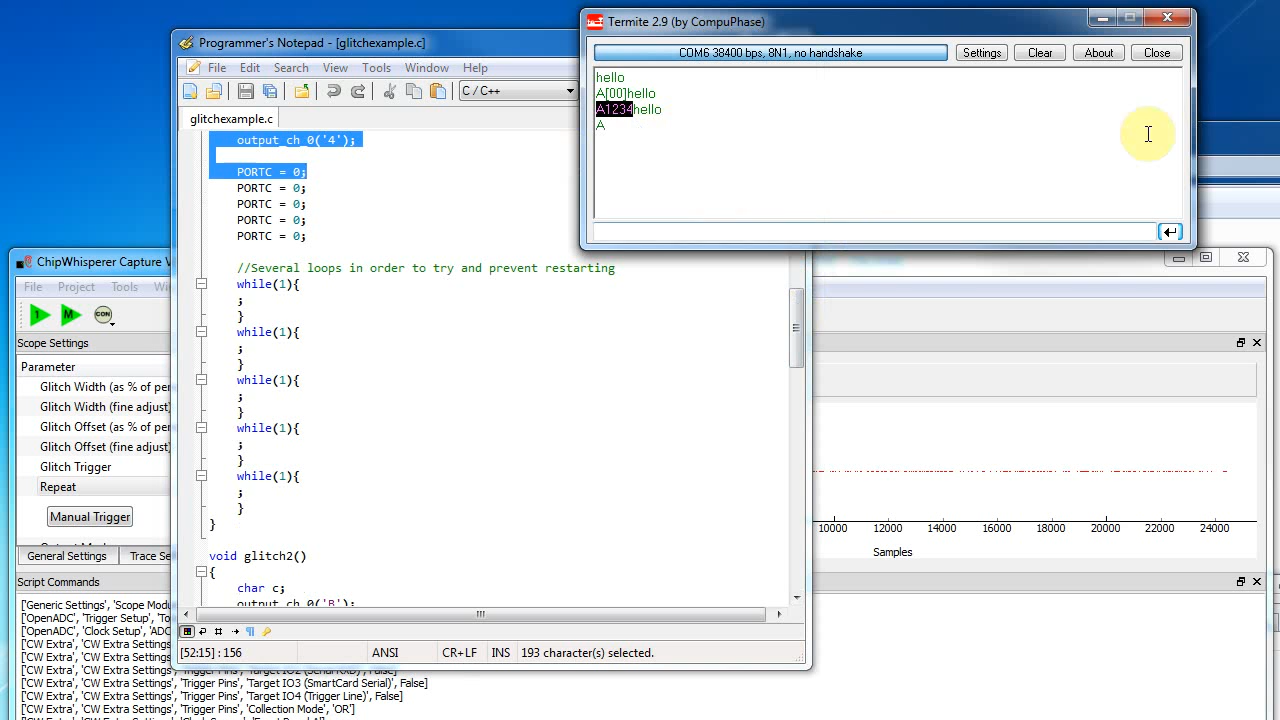 Termite 2.9 (by CompuPhase)
COM6 38400 bps, 8N1, no handshake
Settings
Clear
About
Close
hello
A[00]hello
A1234hello
A
Programmer's Notepad - [glitchexample.c]
File Edit Search View Tools Window Help
C / C++
glitchexample.c
output_ch_0('4');
PORTC = 0;
PORTC = 0;
PORTC = 0;
PORTC = 0;
PORTC = 0;
//Several loops in order to try and prevent restarting
while(1){
;
}
while(1){
;
}
while(1){
;
}
while(1){
;
}
while(1){
;
}
}
void glitch2()
{
char c;
output_ch_0('B');
[52:15] : 156
ANSI
CR+LF
INS
193 character(s) selected.
ChipWhisperer Capture V
File Project Tools
Scope Settings
Parameter
Glitch Width (as % of per
Glitch Width (fine adjust)
Glitch Offset (as % of pe
Glitch Offset (fine adjust)
Glitch Trigger
Repeat
Manual Trigger
General Settings
Trace Se
10000 12000 14000 16000 18000 20000 22000 24000
Samples
Script Commands
['Generic Settings', 'Scope Modu
['OpenADC', 'Trigger Setup', 'To
['OpenADC', 'Clock Setup', 'ADC
['CW Extra', 'CW Extra Settings
['CW Extra', 'CW Extra Settings
['CW Extra', 'CW Extra Settings', 'Trigger Pins', 'Target IO3 (SmartCard Serial)', False]
['CW Extra', 'CW Extra Settings', 'Trigger Pins', 'Target IO4 (Trigger Line)', False]
['CW Extra', 'CW Extra Settings', 'Trigger Pins', 'Collection Mode', 'OR']